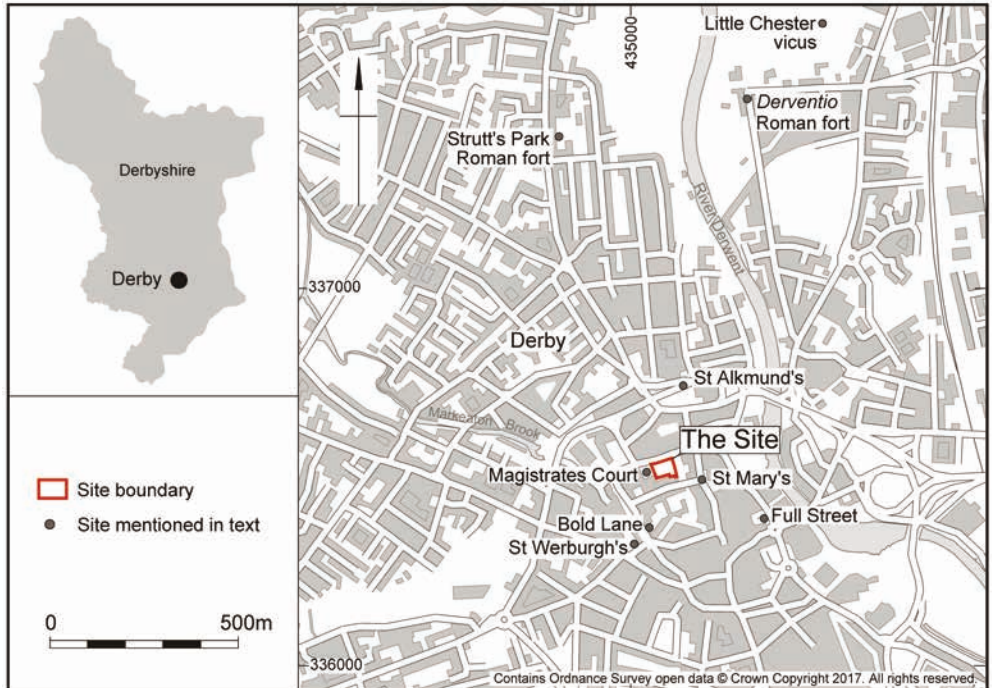 Derbyshire
Derby
Site boundary
Site mentioned in text
0
500m
435000
Little Chester
vicus
Derventio
Roman fort
Strutt's Park
Roman fort
River Derwent
337000
Derby
St Alkmund's
Markeaton Brook
The Site
Magistrates Court
St Mary's
Bold Lane
Full Street
St Werburgh's
336000
Contains Ordnance Survey open data © Crown Copyright 2017. All rights reserved.